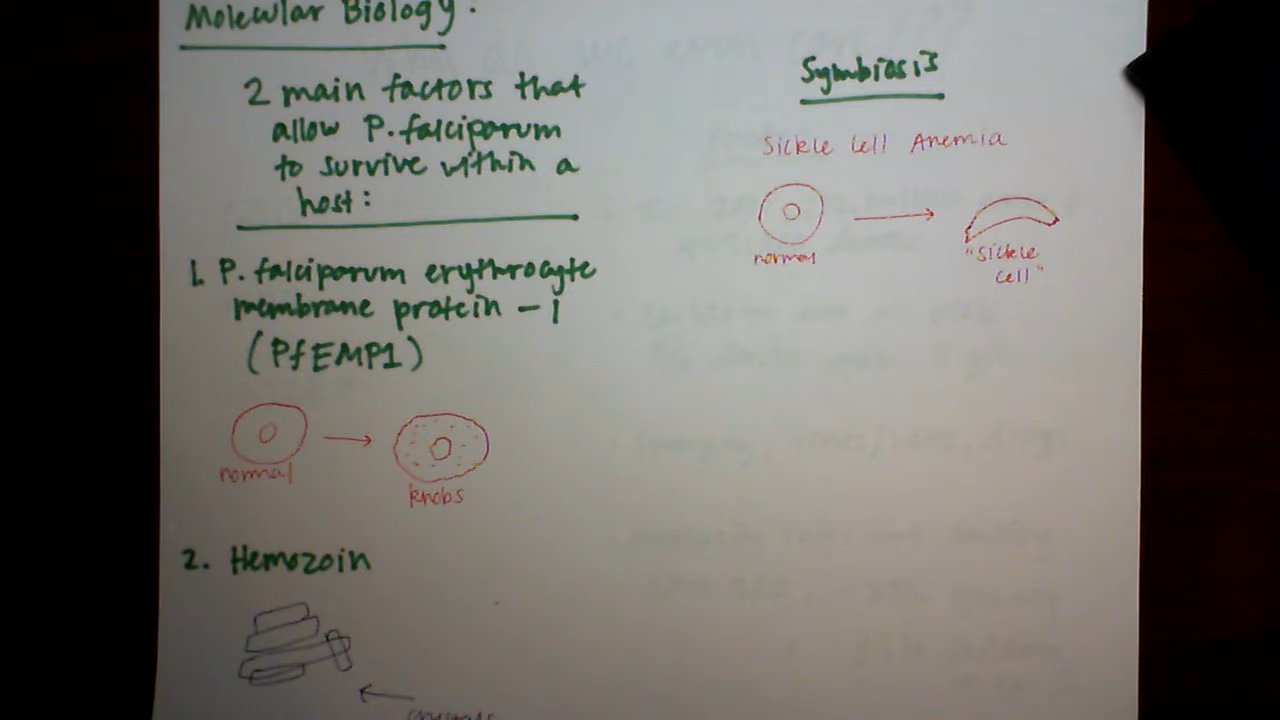 Molecular Biology:
2 main factors that
allow P. falciparum
to survive within a
host:
1. P. falciparum erythrocyte
membrane protein - 1
(PfEMP1)
normal
knobs
2. Hemozoin
Symbiosis
Sickle Cell Anemia
normal
"Sickle
Cell"